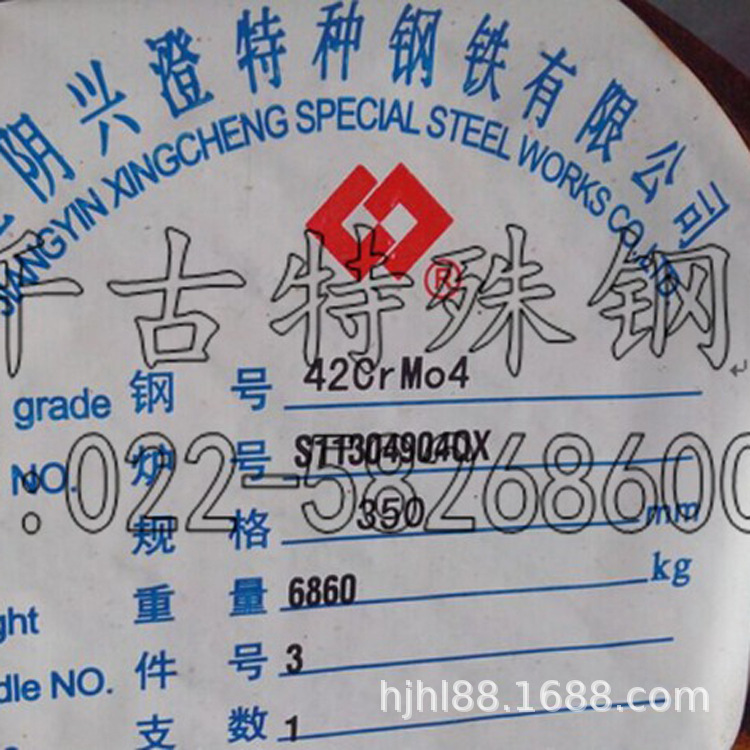 阴兴澄特种钢铁有限公司
JIANGYIN XINGCHENG SPECIAL STEEL WORKS CO.,LTD
®
古特殊钢
grade 钢 号 42CrMo4
NO. 炉 号 S11304904QX
:022-58268600
规 格 350 mm
重 量 6860 kg
ght
件 号 3
dle NO.
hjhl88.1688.com
支 数 1